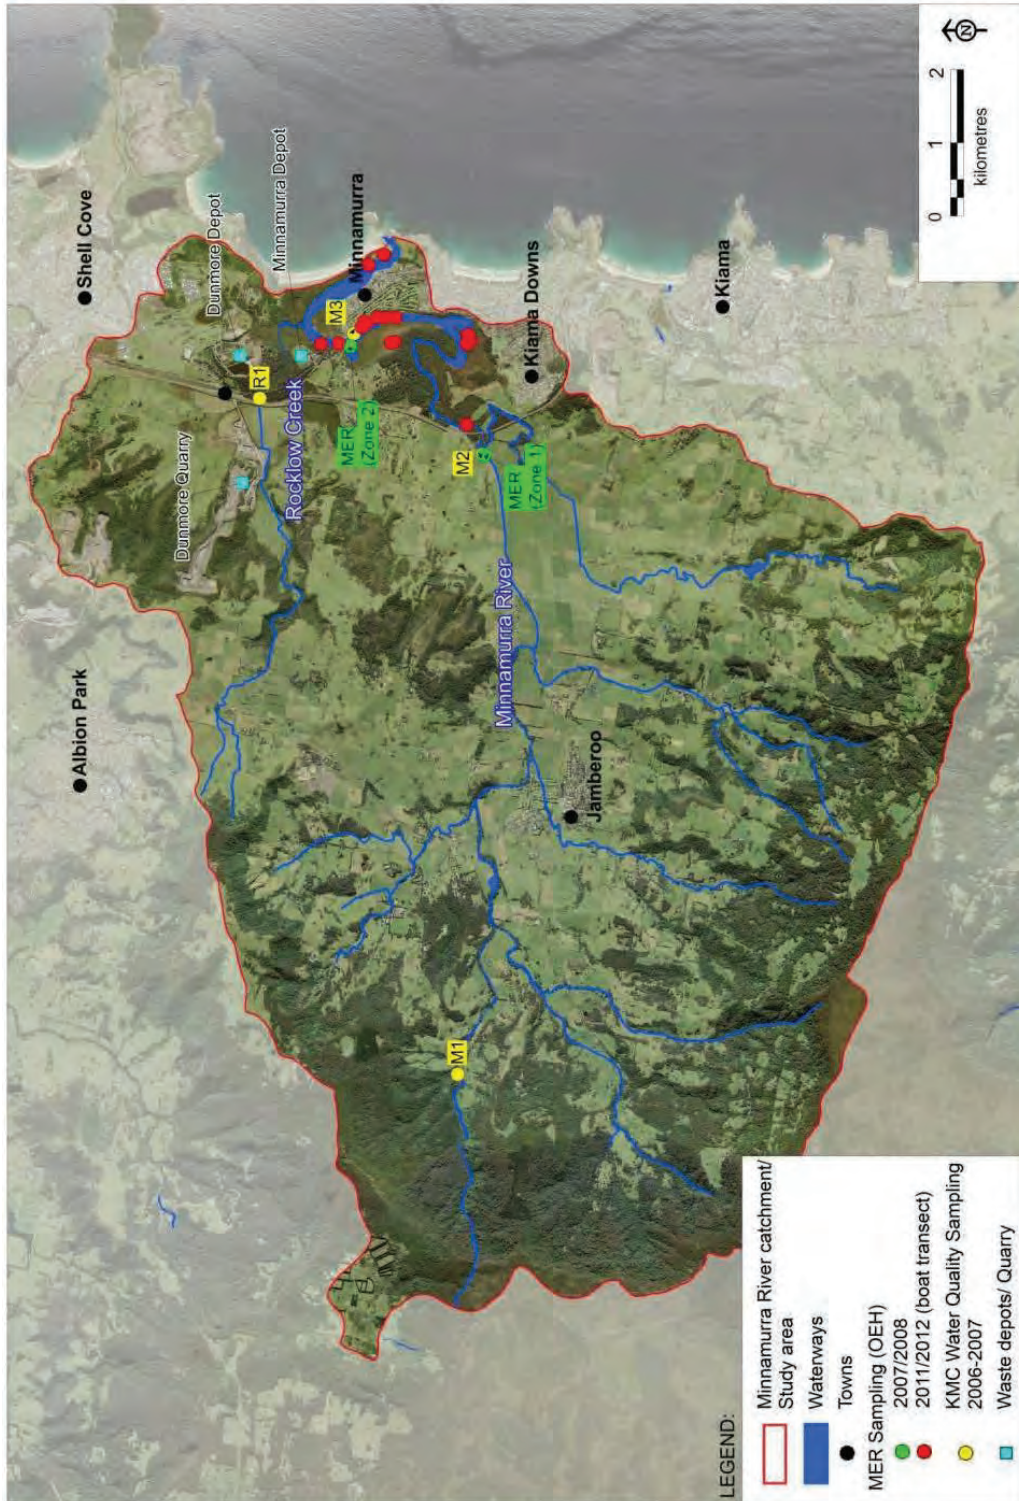 Shell Cove
Albion Park
Dunmore Depot
Minnamurra Depot
Dunmore Quarry
R1
Rocklow Creek
M3
Minnamurra
MER
(Zone 2)
M2
MER
(Zone 1)
Kiama Downs
Minnamurra River
Kiama
Jamberoo
M1
N
0 1 2
kilometres
LEGEND:
Minnamurra River catchment/
Study area
Waterways
Towns
MER Sampling (OEH)
2007/2008
2011/2012 (boat transect)
KMC Water Quality Sampling
2006-2007
Waste depots/ Quarry